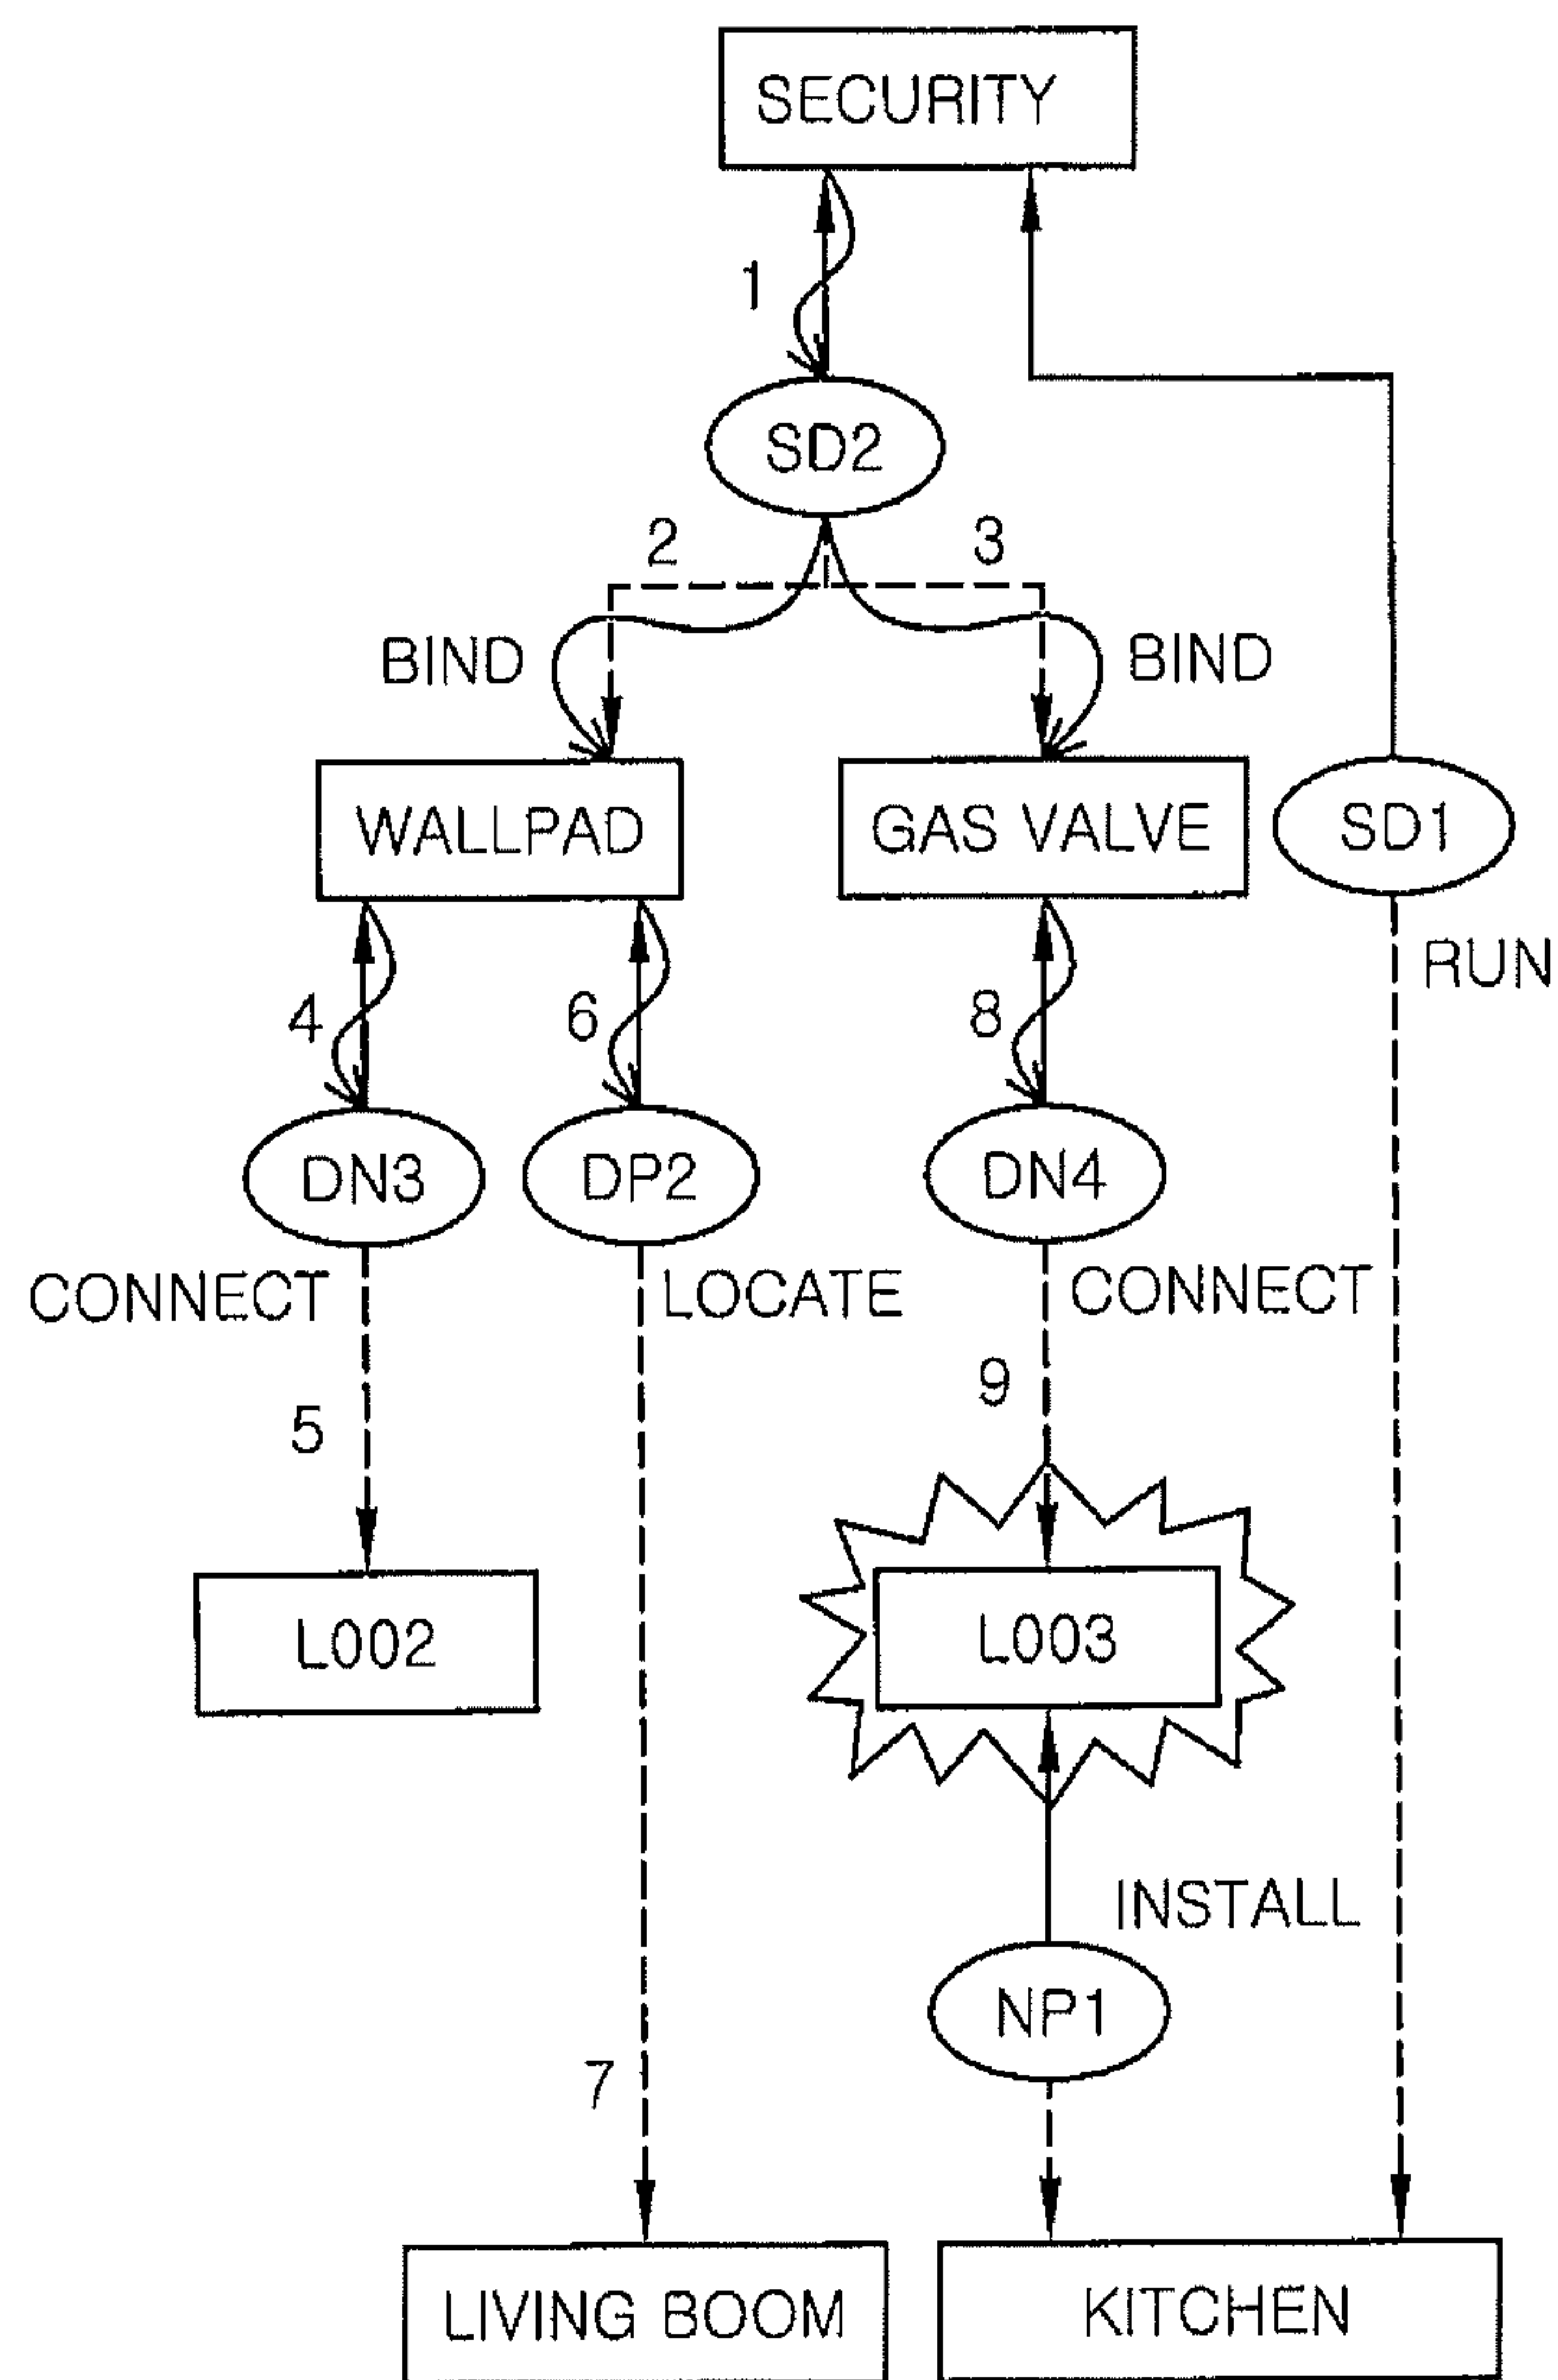 SECURITY
1
SD2
2
3
BIND
BIND
WALLPAD
GAS VALVE
SD1
RUN
4
6
8
DN3
DP2
DN4
CONNECT
LOCATE
CONNECT
9
5
L002
L003
INSTALL
NP1
7
LIVING BOOM
KITCHEN